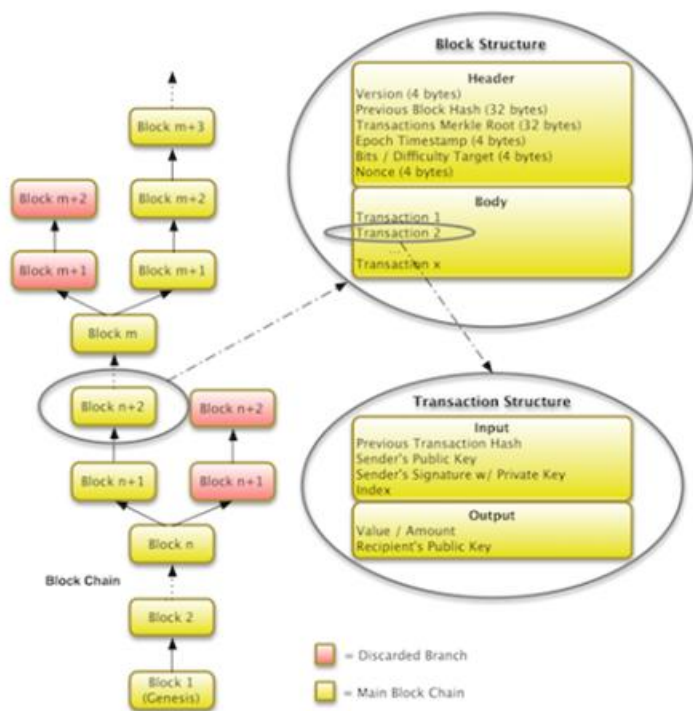 Block m+3
Block m+2
Block m+2
Block m+1
Block m+1
Block m
Block n+2
Block n+2
Block n+1
Block n+1
Block n
Block Chain
Block 2
Block 1
(Genesis)
Block Structure
Header
Version (4 bytes)
Previous Block Hash (32 bytes)
Transactions Merkle Root (32 bytes)
Epoch Timestamp (4 bytes)
Bits / Difficulty Target (4 bytes)
Nonce (4 bytes)
Body
Transaction 1
Transaction 2
...
Transaction x
Transaction Structure
Input
Previous Transaction Hash
Sender's Public Key
Sender's Signature w/ Private Key
Index
Output
Value / Amount
Recipient's Public Key
= Discarded Branch
= Main Block Chain